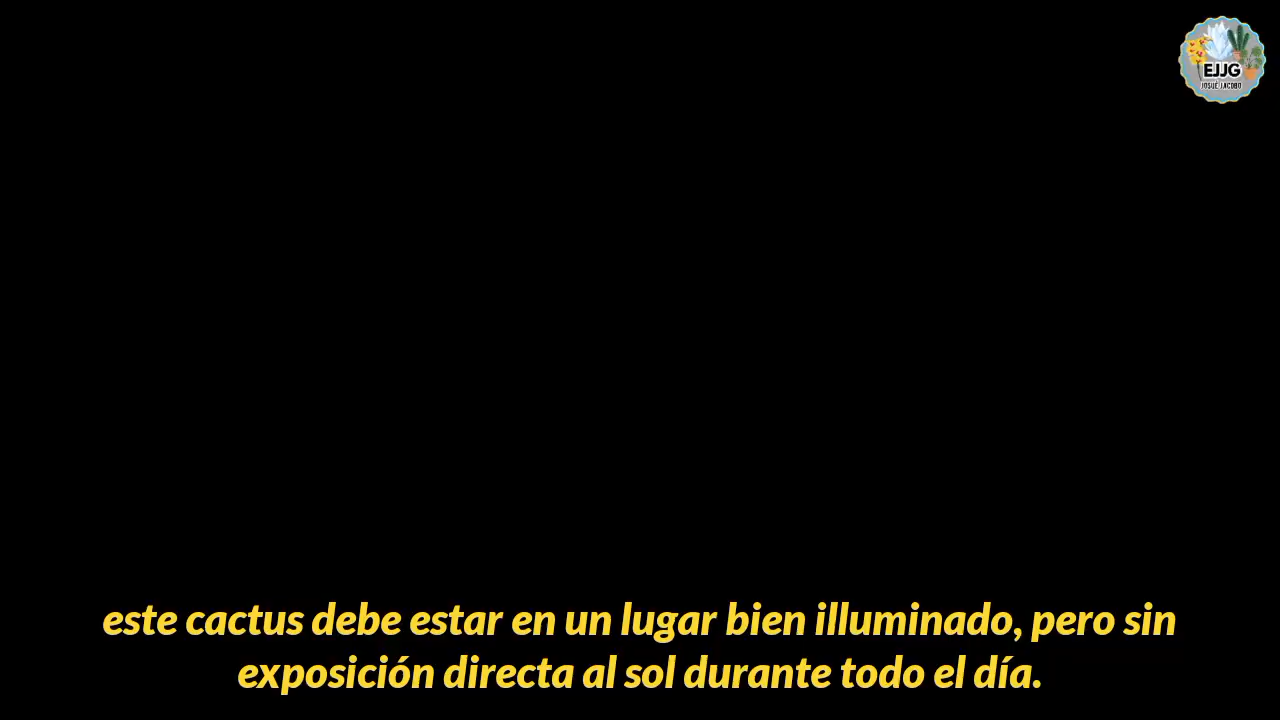 EJJG
JOSUÉ JACOBO
este cactus debe estar en un lugar bien illuminado, pero sin
exposición directa al sol durante todo el día.